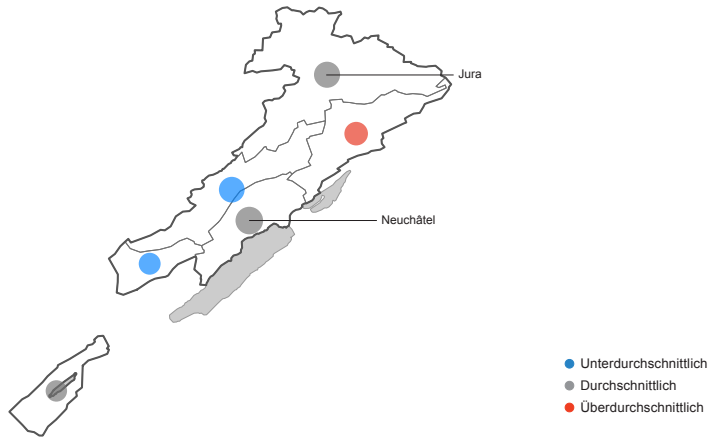 Jura
Neuchâtel
Unterdurchschnittlich
Durchschnittlich
Überdurchschnittlich